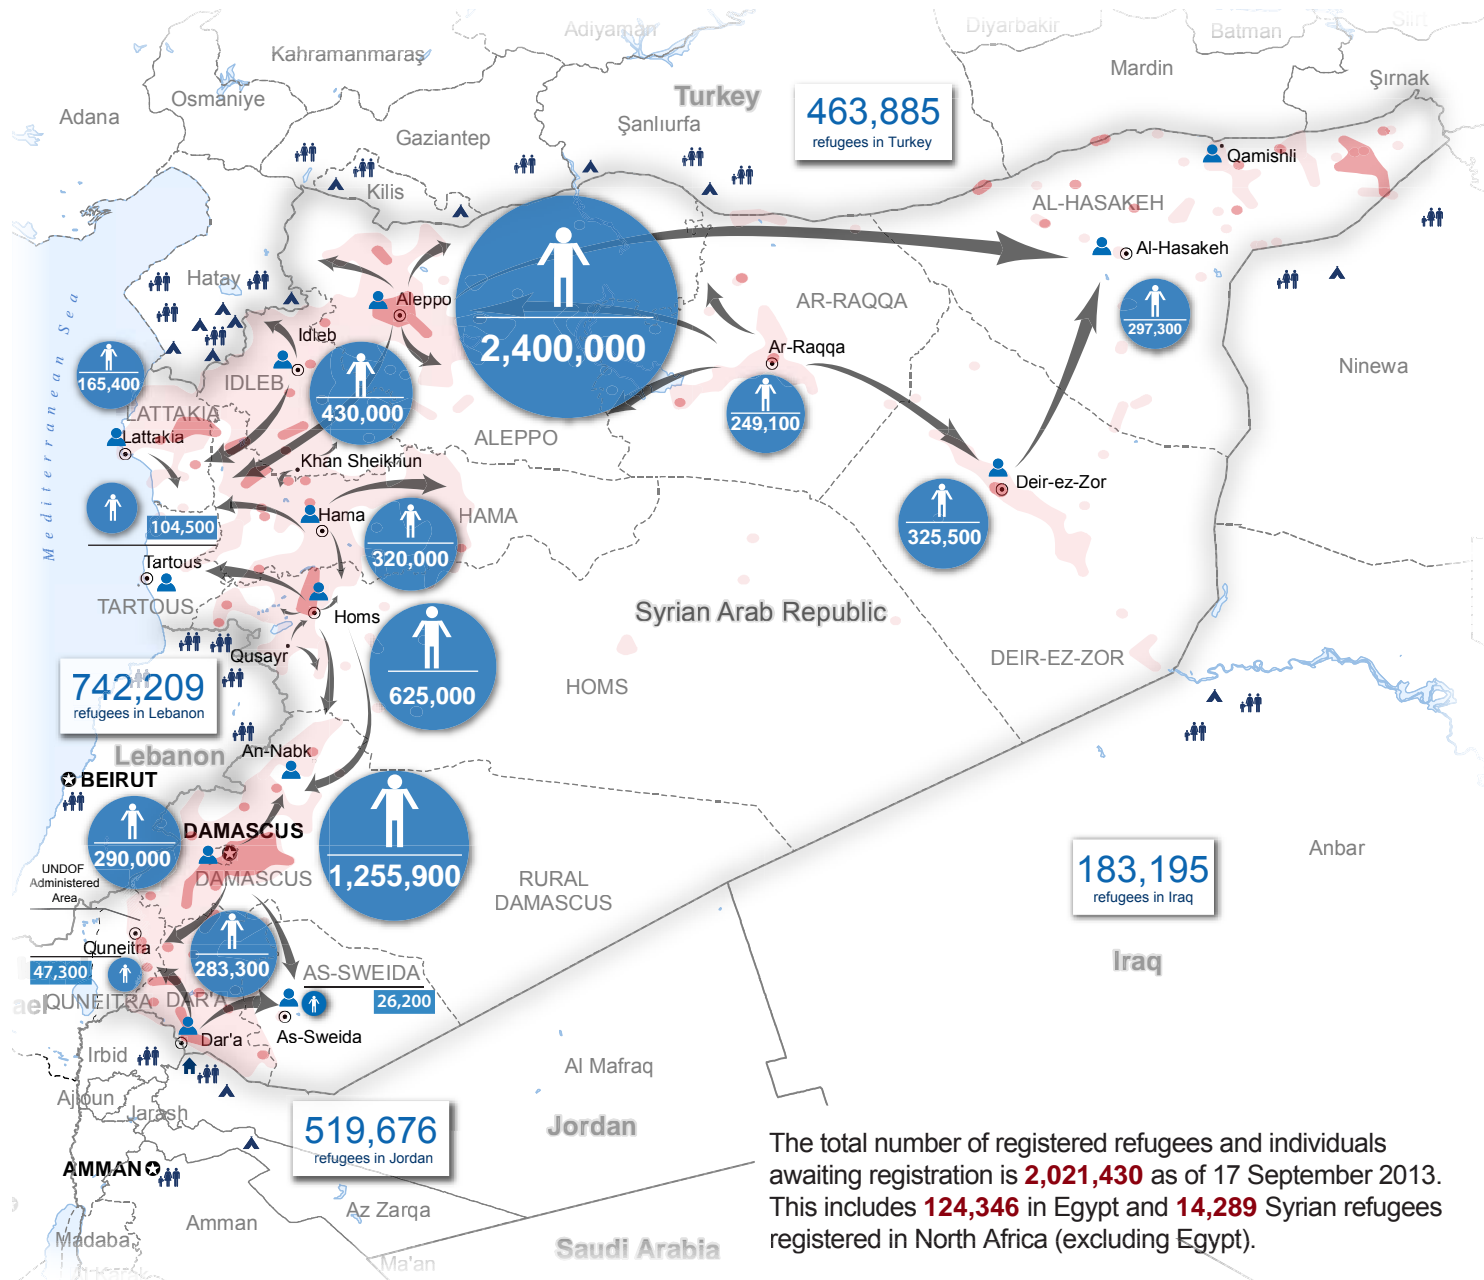 Adiyaman
Diyarbakir
Batman
Siirt
Kahramanmaraş
Mardin
Şırnak
Osmaniye
Turkey
463,885
refugees in Turkey
Adana
Gaziantep
Şanlıurfa
Qamishli
Kilis
AL-HASAKEH
Al-Hasakeh
Hatay
Aleppo
AR-RAQQA
297,300
Mediterranean Sea
Idleb
2,400,000
Ar-Raqqa
Ninewa
165,400
IDLEB
430,000
249,100
LATTAKIA
Lattakia
ALEPPO
Khan Sheikhun
Deir-ez-Zor
104,500
Hama
HAMA
325,500
320,000
Tartous
TARTOUS
Homs
Syrian Arab Republic
Qusayr
DEIR-EZ-ZOR
742,209
refugees in Lebanon
625,000
HOMS
Lebanon
An-Nabk
BEIRUT
DAMASCUS
290,000
1,255,900
183,195
refugees in Iraq
Anbar
UNDOF
Administered
Area
DAMASCUS
RURAL
DAMASCUS
Quneitra
47,300
283,300
AS-SWEIDA
26,200
Iraq
ael
QUNEITRA
DAR'A
Dar'a
As-Sweida
Irbid
Al Mafraq
Ajloun
Jarash
519,676
refugees in Jordan
Jordan
AMMAN
The total number of registered refugees and individuals
awaiting registration is 2,021,430 as of 17 September 2013.
This includes 124,346 in Egypt and 14,289 Syrian refugees
registered in North Africa (excluding Egypt).
Amman
Az Zarqa
Madaba
Saudi Arabia
Ma'an
Al Karak